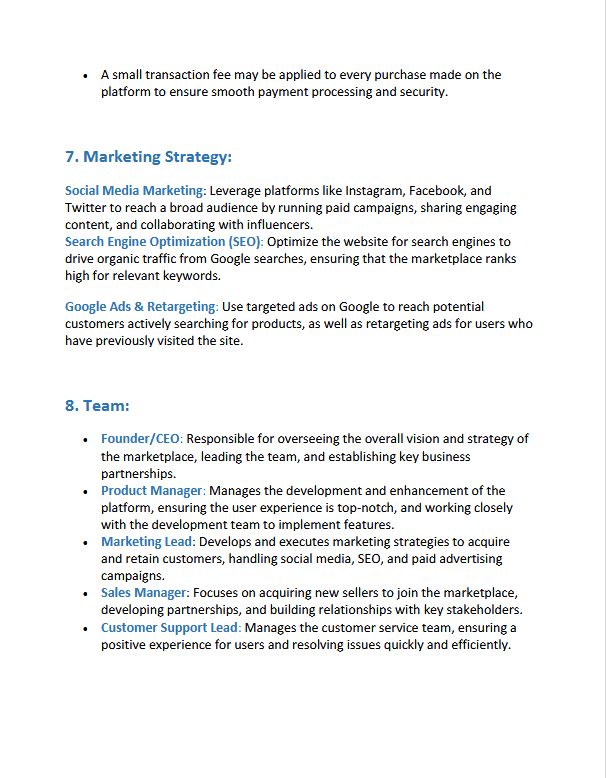 • A small transaction fee may be applied to every purchase made on the
platform to ensure smooth payment processing and security.
7. Marketing Strategy:
Social Media Marketing: Leverage platforms like Instagram, Facebook, and
Twitter to reach a broad audience by running paid campaigns, sharing engaging
content, and collaborating with influencers.
Search Engine Optimization (SEO): Optimize the website for search engines to
drive organic traffic from Google searches, ensuring that the marketplace ranks
high for relevant keywords.
Google Ads & Retargeting: Use targeted ads on Google to reach potential
customers actively searching for products, as well as retargeting ads for users who
have previously visited the site.
8. Team:
• Founder/CEO: Responsible for overseeing the overall vision and strategy of
the marketplace, leading the team, and establishing key business
partnerships.
• Product Manager: Manages the development and enhancement of the
platform, ensuring the user experience is top-notch, and working closely
with the development team to implement features.
• Marketing Lead: Develops and executes marketing strategies to acquire
and retain customers, handling social media, SEO, and paid advertising
campaigns.
• Sales Manager: Focuses on acquiring new sellers to join the marketplace,
developing partnerships, and building relationships with key stakeholders.
• Customer Support Lead: Manages the customer service team, ensuring a
positive experience for users and resolving issues quickly and efficiently.